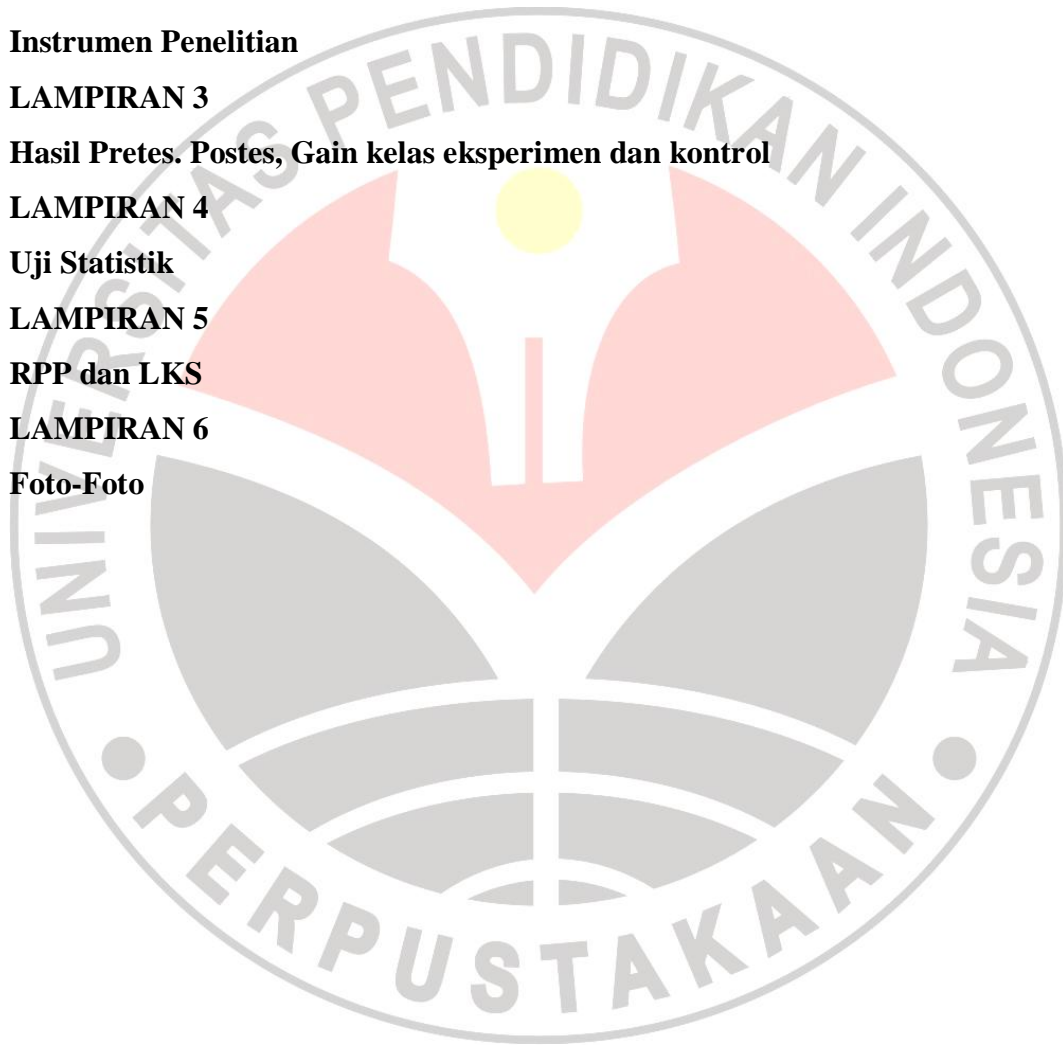 Instrumen Penelitian
LAMPIRAN 3
Hasil Pretes. Postes, Gain kelas eksperimen dan kontrol
LAMPIRAN 4
Uji Statistik
LAMPIRAN 5
RPP dan LKS
LAMPIRAN 6
Foto-Foto
UNIVERSITAS PENDIDIKAN INDONESIA
PERPUSTAKAAN